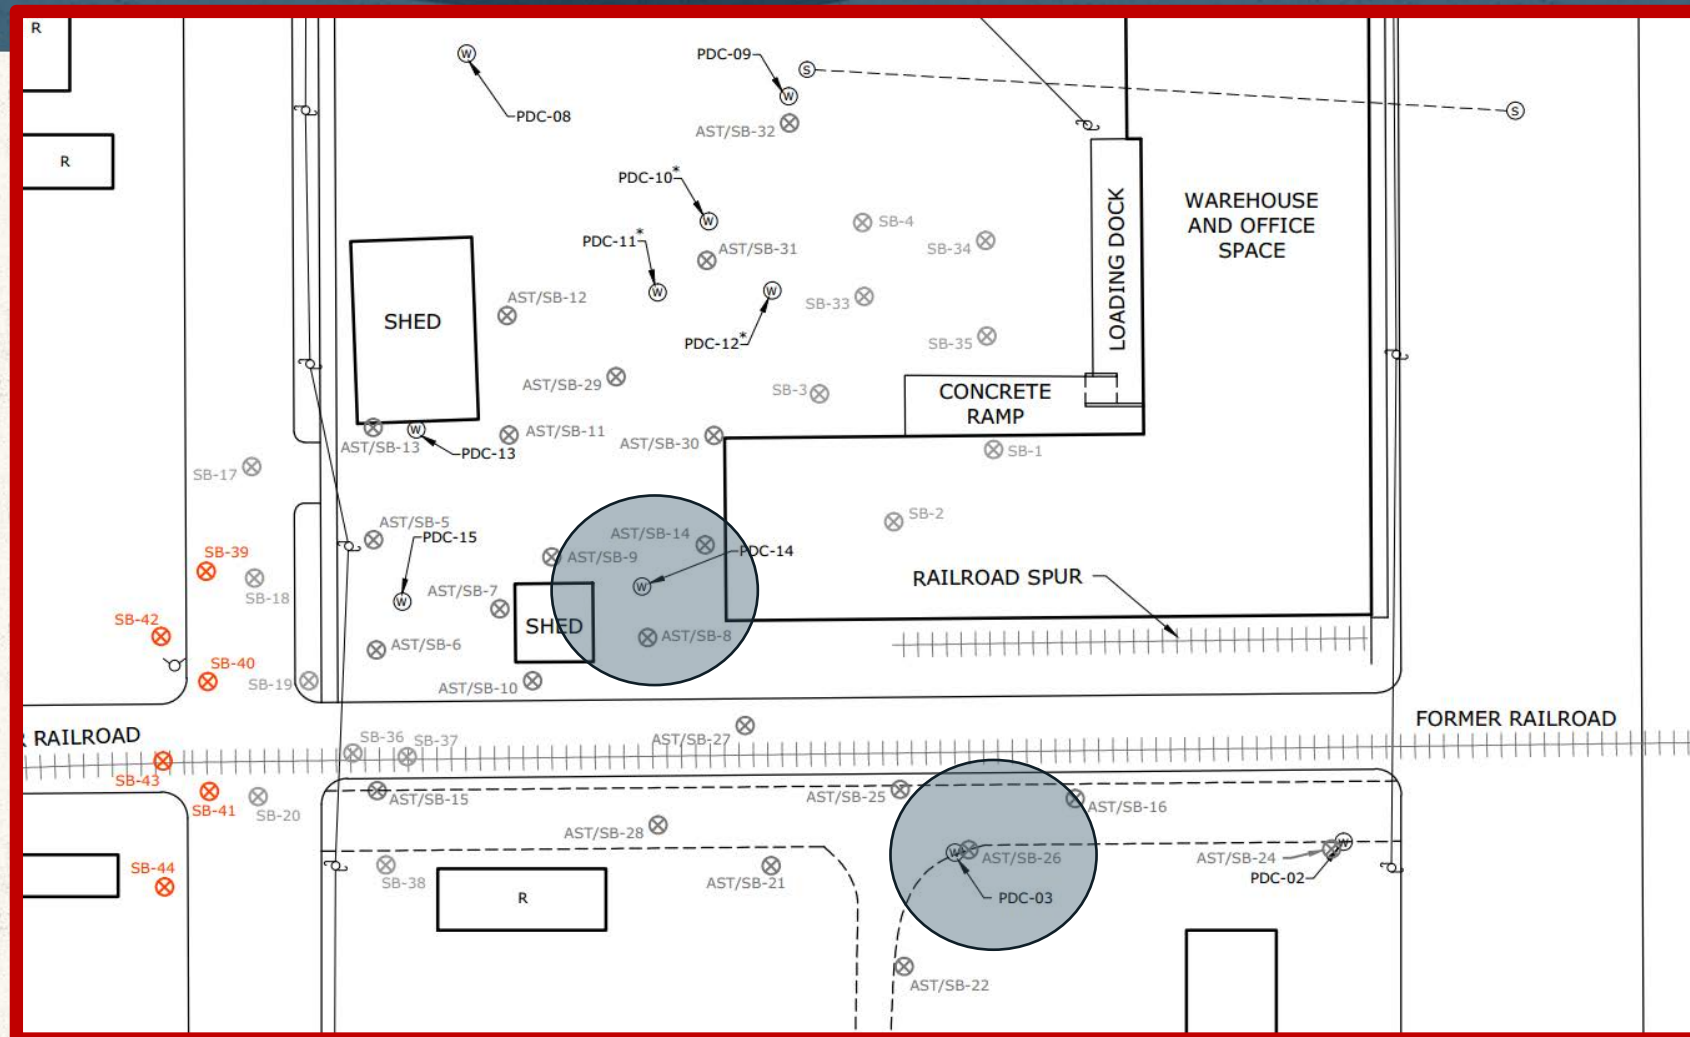 R
W
PDC-08
PDC-09
S
W
S
AST/SB-32
R
PDC-10*
W
PDC-11*
AST/SB-31
W
W
PDC-12*
SB-4
SB-34
SB-33
SB-35
SB-3
LOADING DOCK
WAREHOUSE
AND OFFICE
SPACE
CONCRETE
RAMP
SHED
AST/SB-12
AST/SB-29
AST/SB-13
W
PDC-13
AST/SB-11
AST/SB-30
SB-1
SB-2
SB-17
AST/SB-5
PDC-15
W
AST/SB-14
AST/SB-9
PDC-14
W
AST/SB-7
SHED
AST/SB-8
AST/SB-6
AST/SB-10
RAILROAD SPUR
SB-39
SB-18
SB-42
SB-40
SB-19
R RAILROAD
SB-36
SB-37
AST/SB-27
FORMER RAILROAD
SB-43
SB-41
SB-20
AST/SB-15
AST/SB-25
AST/SB-16
AST/SB-28
W
AST/SB-26
AST/SB-24
W
PDC-02
SB-44
SB-38
R
AST/SB-21
PDC-03
AST/SB-22